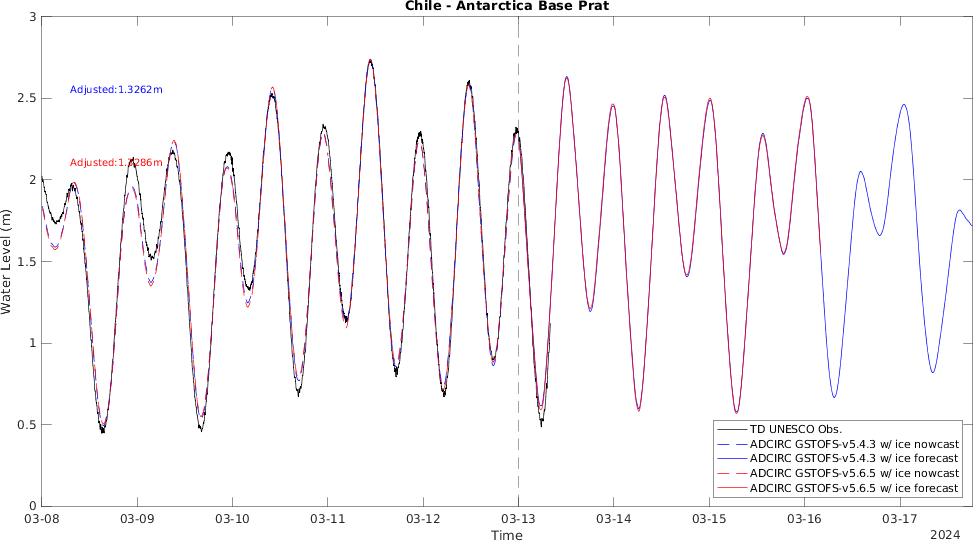 Chile - Antarctica Base Prat
Water Level (m)
3
2.5
2
1.5
1
0.5
0
Adjusted:1.3262m
Adjusted:1.3286m
TD UNESCO Obs.
ADCIRC GSTOFS-v5.4.3 w/ ice nowcast
ADCIRC GSTOFS-v5.4.3 w/ ice forecast
ADCIRC GSTOFS-v5.6.5 w/ ice nowcast
ADCIRC GSTOFS-v5.6.5 w/ ice forecast
03-08 03-09 03-10 03-11 03-12 03-13 03-14 03-15 03-16 03-17
Time
2024